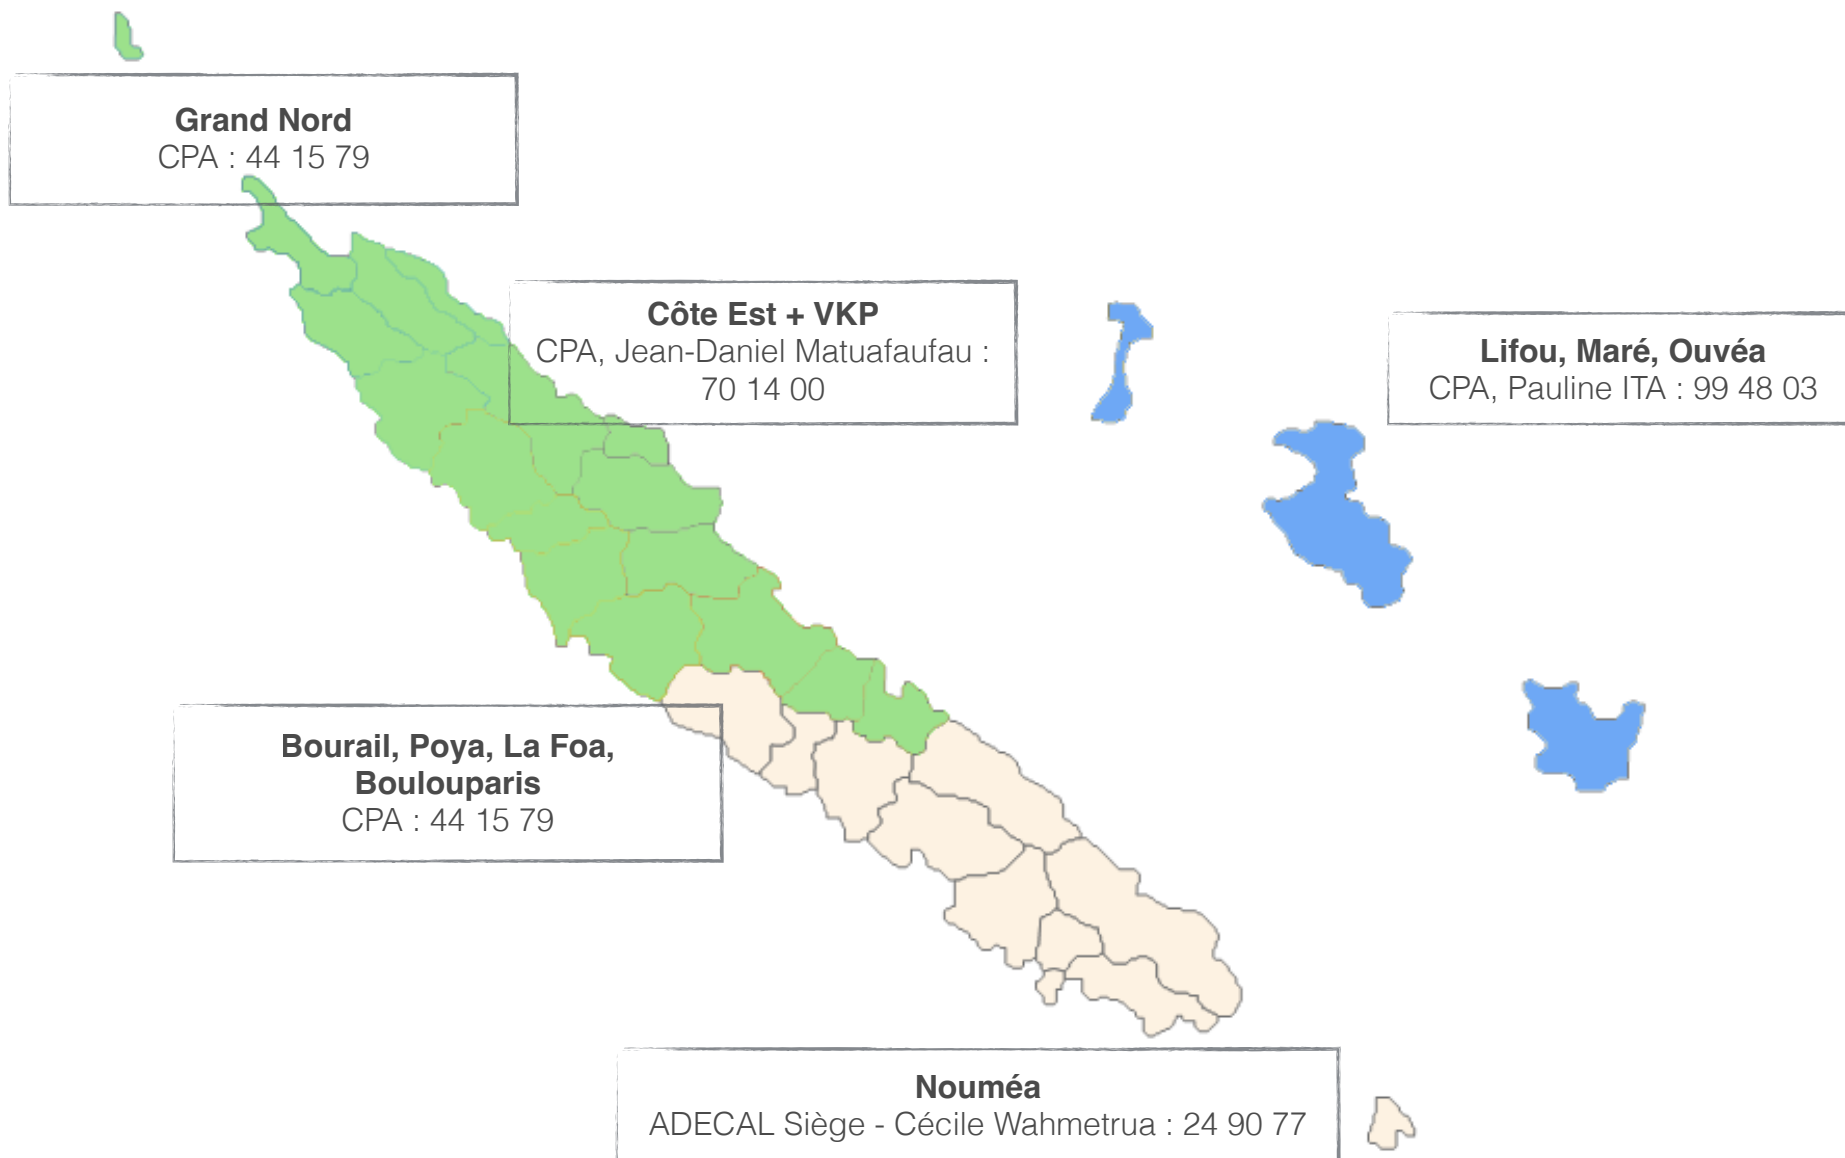 Grand Nord
CPA : 44 15 79
Côte Est + VKP
CPA, Jean-Daniel Matuafaufau :
70 14 00
Lifou, Maré, Ouvéa
CPA, Pauline ITA : 99 48 03
Bourail, Poya, La Foa,
Boulouparis
CPA : 44 15 79
Nouméa
ADECAL Siège - Cécile Wahmetrua : 24 90 77